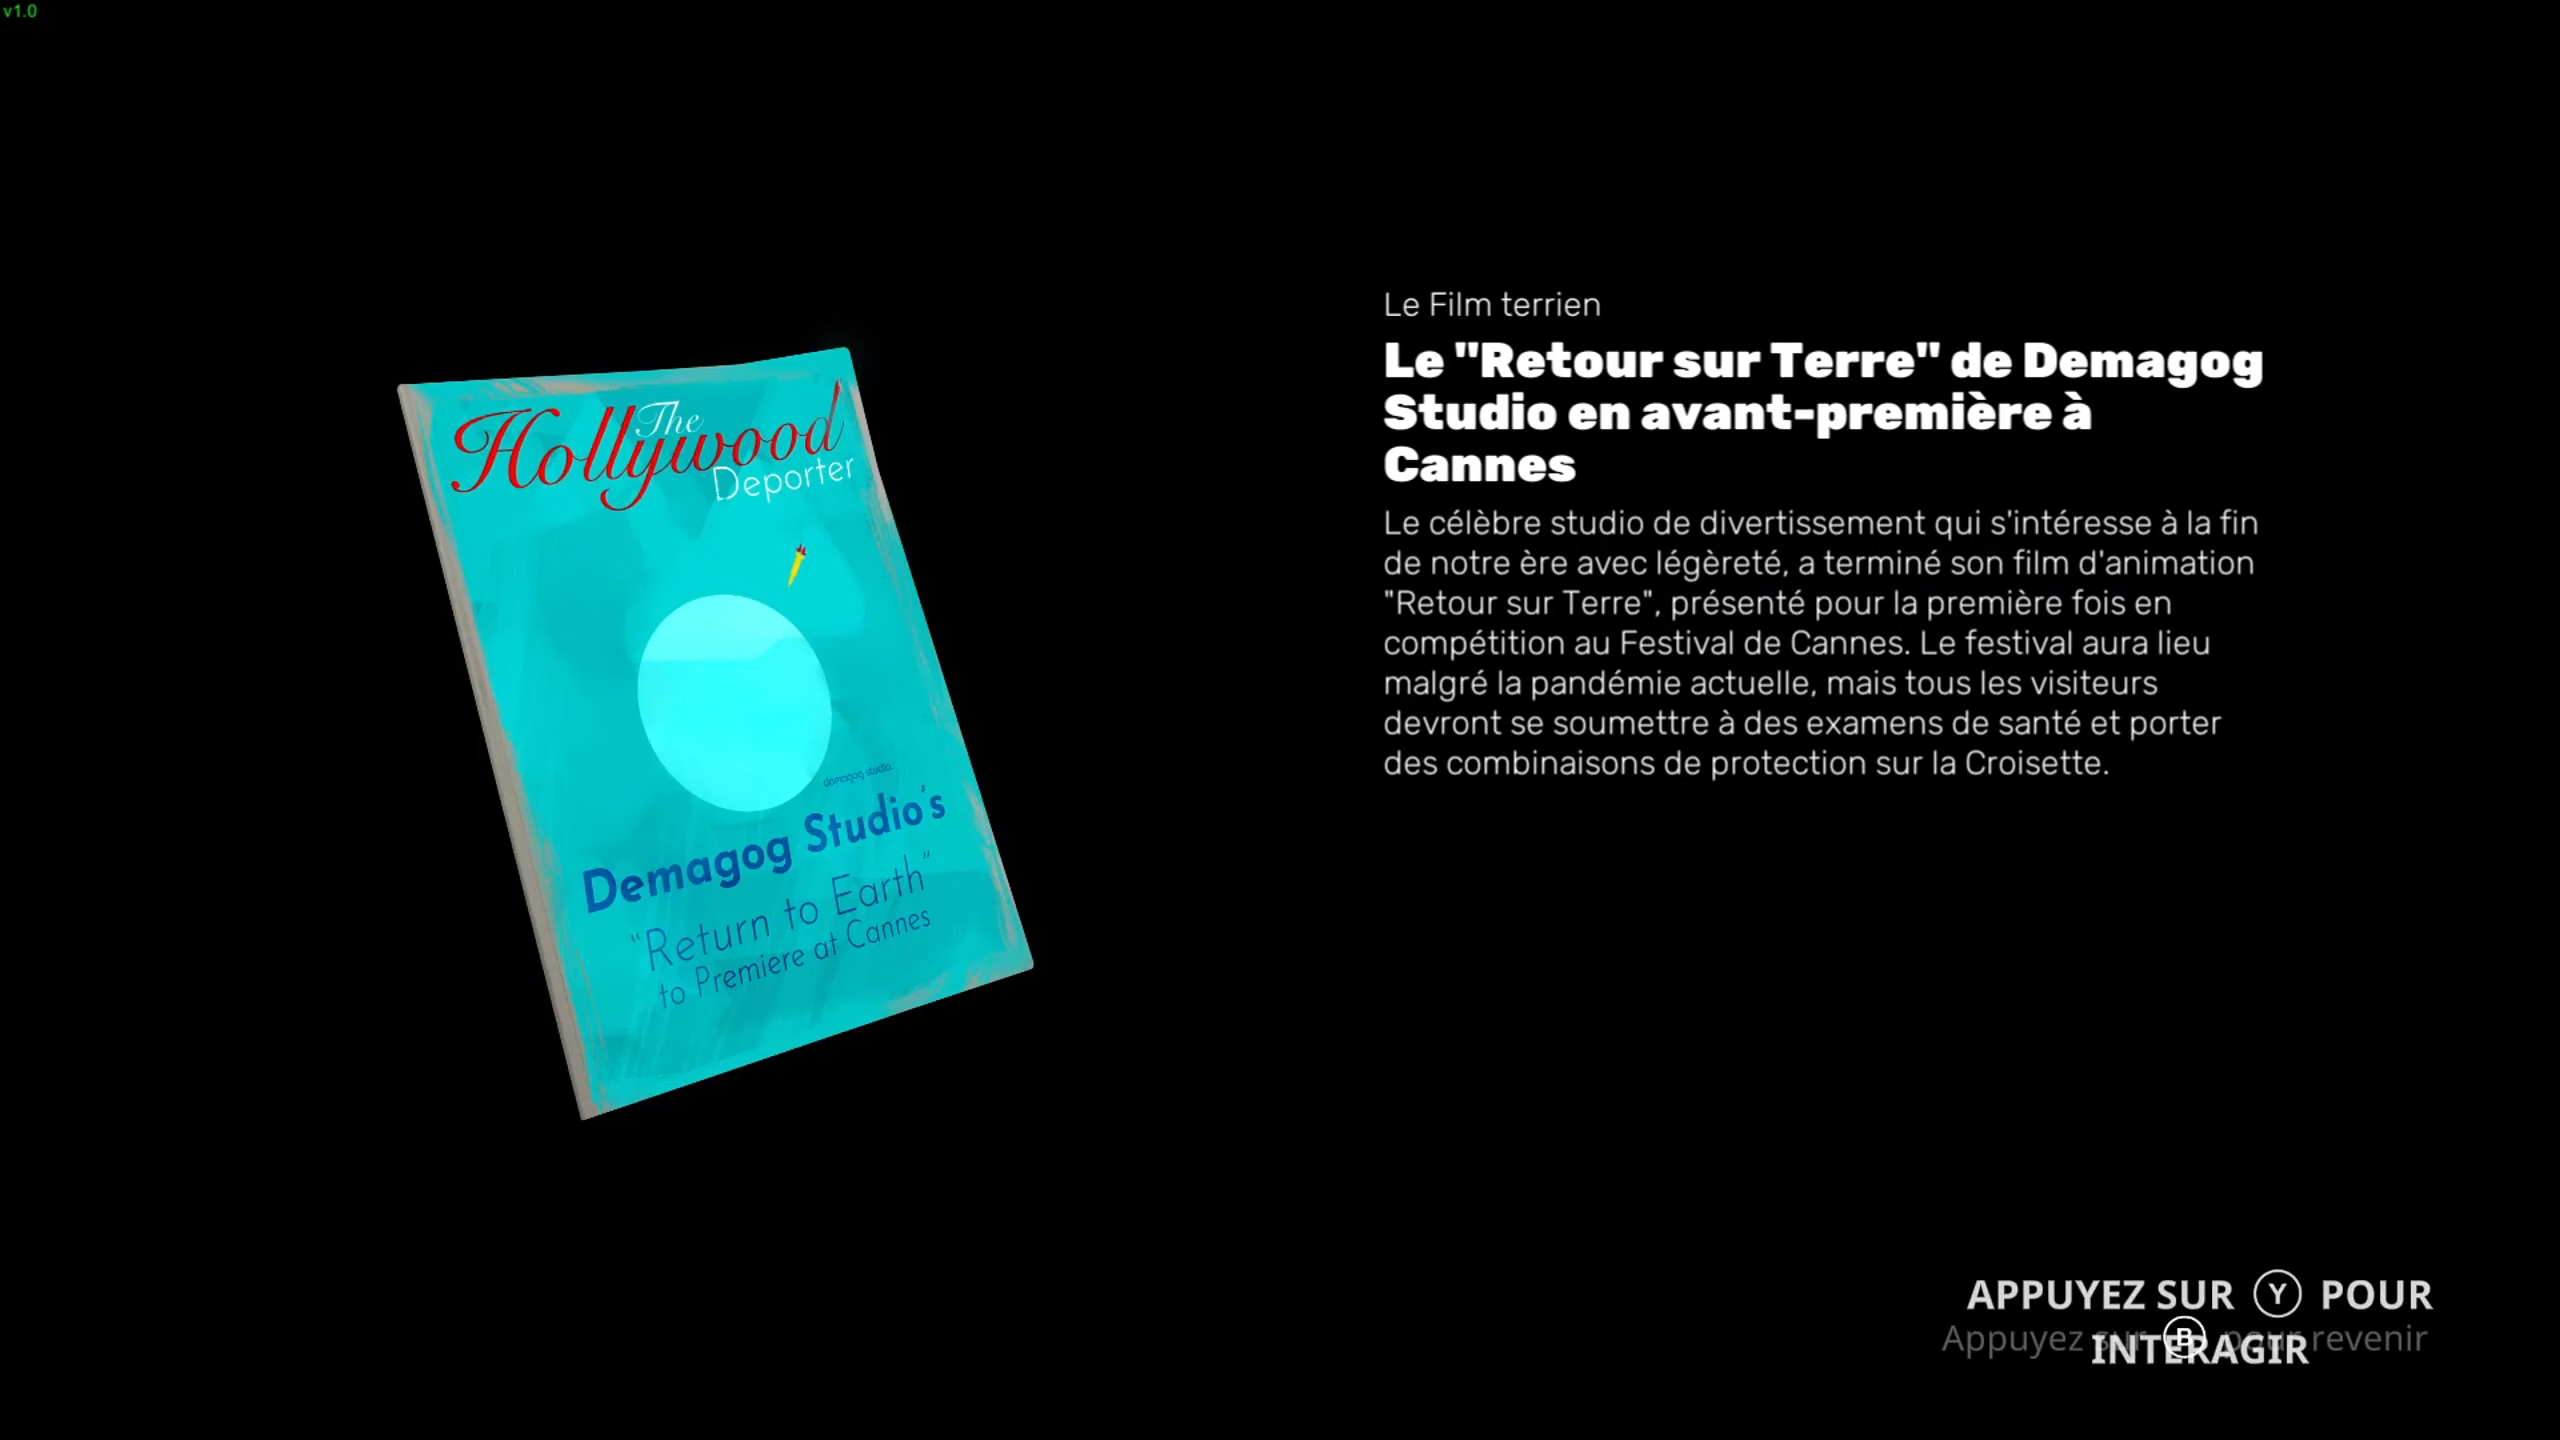 v1.0
The
Hollywood
Deporter
demagog studio.
Demagog Studio's
"Return to Earth"
to Premiere at Cannes
Le Film terrien
Le "Retour sur Terre" de Demagog
Studio en avant-première à
Cannes
Le célèbre studio de divertissement qui s'intéresse à la fin
de notre ère avec légèreté, a terminé son film d'animation
"Retour sur Terre", présenté pour la première fois en
compétition au Festival de Cannes. Le festival aura lieu
malgré la pandémie actuelle, mais tous les visiteurs
devront se soumettre à des examens de santé et porter
des combinaisons de protection sur la Croisette.
APPUYEZ SUR Y POUR
INTERAGIR
Appuyez sur B pour revenir